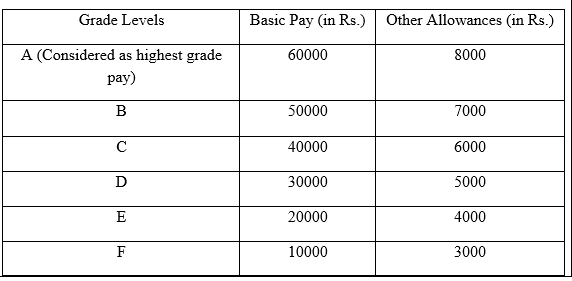 Grade Levels Basic Pay (in Rs.) Other Allowances (in Rs.)
A (Considered as highest grade 60000 8000
pay)
B 50000 7000
C 40000 6000
D 30000 5000
E 20000 4000
F 10000 3000